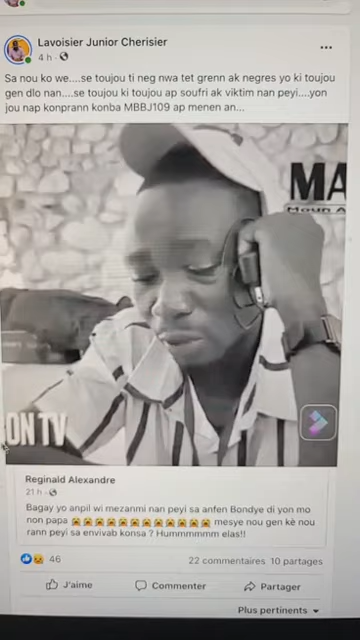 Lavoisier Junior Cherisier
4 h ·
Sa nou ko we....se toujou ti neg nwa tet grenn ak negres yo ki toujou
gen dlo nan....se toujou ki toujou ap soufri ak viktim nan peyi....yon
jou nap konprann konba MBBJ109 ap menen an...
MA
Moun A
ON TV
Reginald Alexandre
21 h ·
Bagay yo anpil wi mezanmi nan peyi sa anfen Bondye di yon mo
non papa 😭😭😭😭😭😭😭😭😭😭😭😭 mesye nou gen kè nou
rann peyi sa envivab konsa ? Hummmmmm elas!!
46
22 commentaires 10 partages
J'aime
Commenter
Partager
Plus pertinents